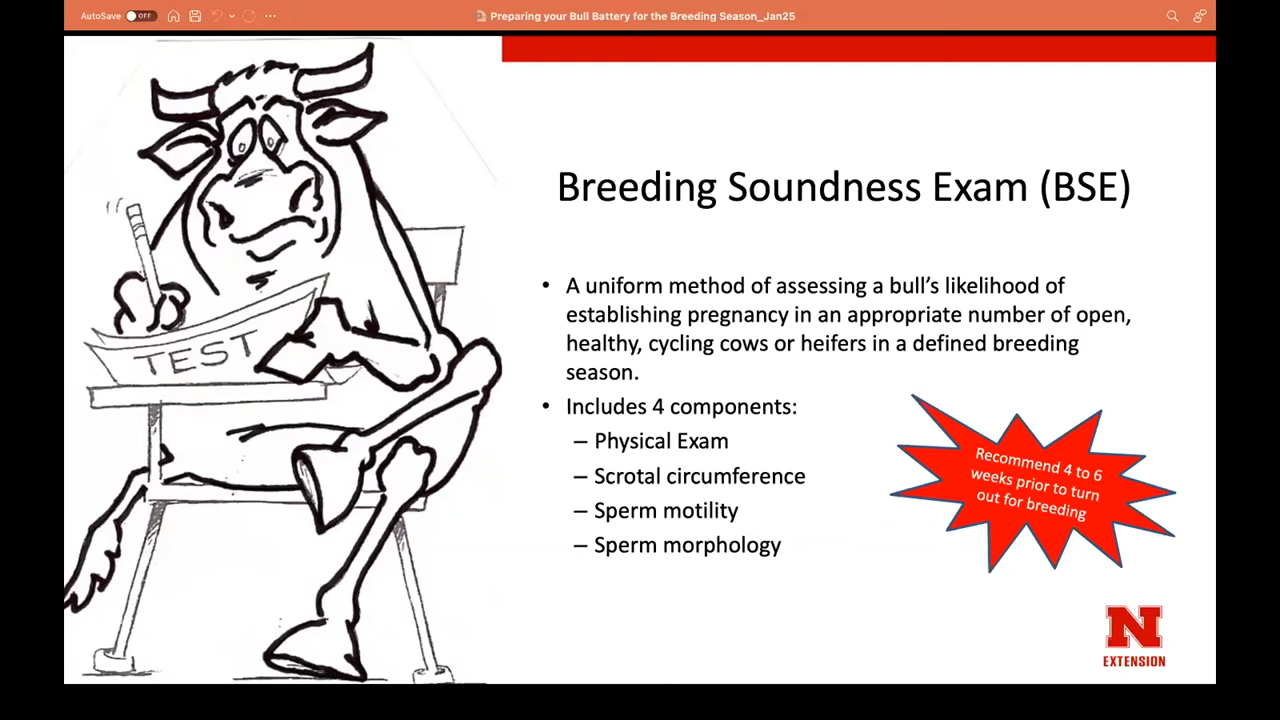 AutoSave OFF
Preparing your Bull Battery for the Breeding Season_Jan25
TEST
Breeding Soundness Exam (BSE)
• A uniform method of assessing a bull’s likelihood of
establishing pregnancy in an appropriate number of open,
healthy, cycling cows or heifers in a defined breeding
season.
• Includes 4 components:
– Physical Exam
– Scrotal circumference
– Sperm motility
– Sperm morphology
Recommend 4 to 6
weeks prior to turn
out for breeding
N
EXTENSION